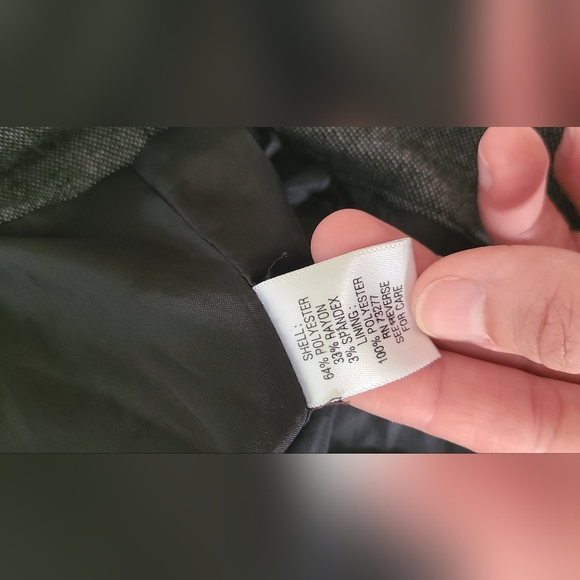 SHELL:
64% POLYESTER
33% RAYON
3% SPANDEX
LINING:
100% POLYESTER
RN 73277
SEE REVERSE
FOR CARE